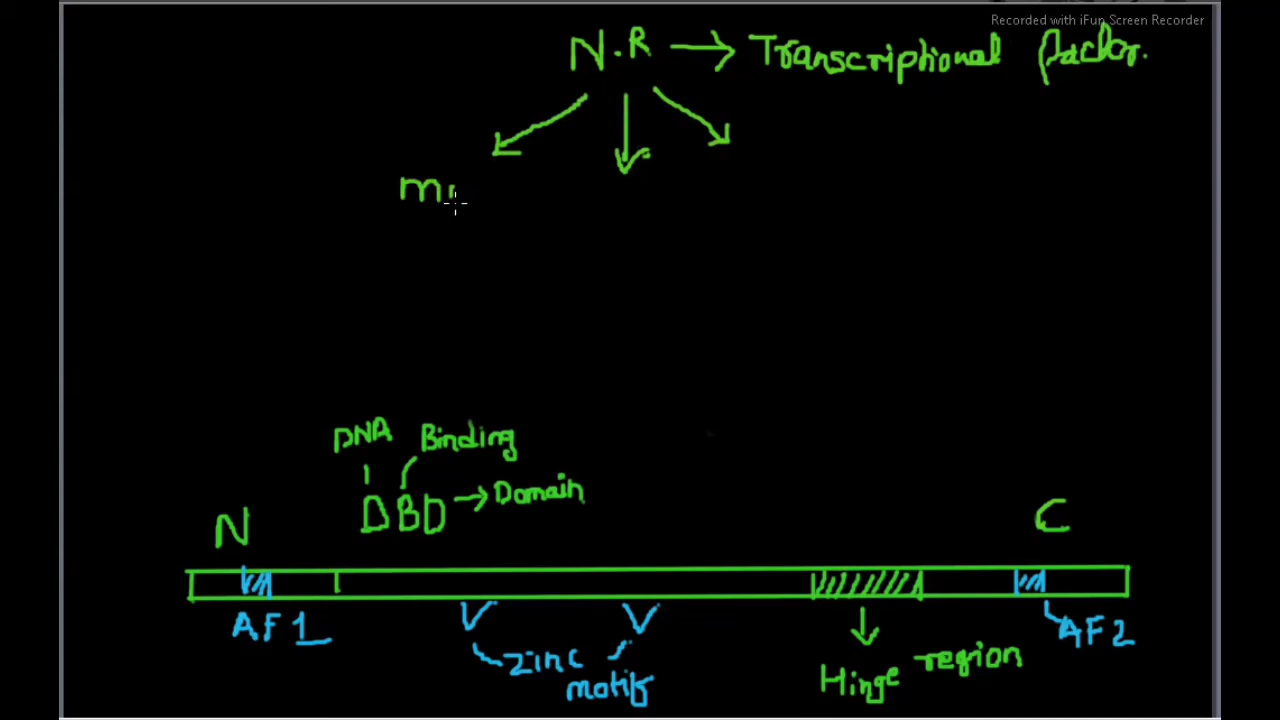 Recorded with iFun Screen Recorder
N.R → Transcriptional factor.
m
DNA Binding
DBD → Domain
N C
AF 1 AF 2
Zinc motif
Hinge region